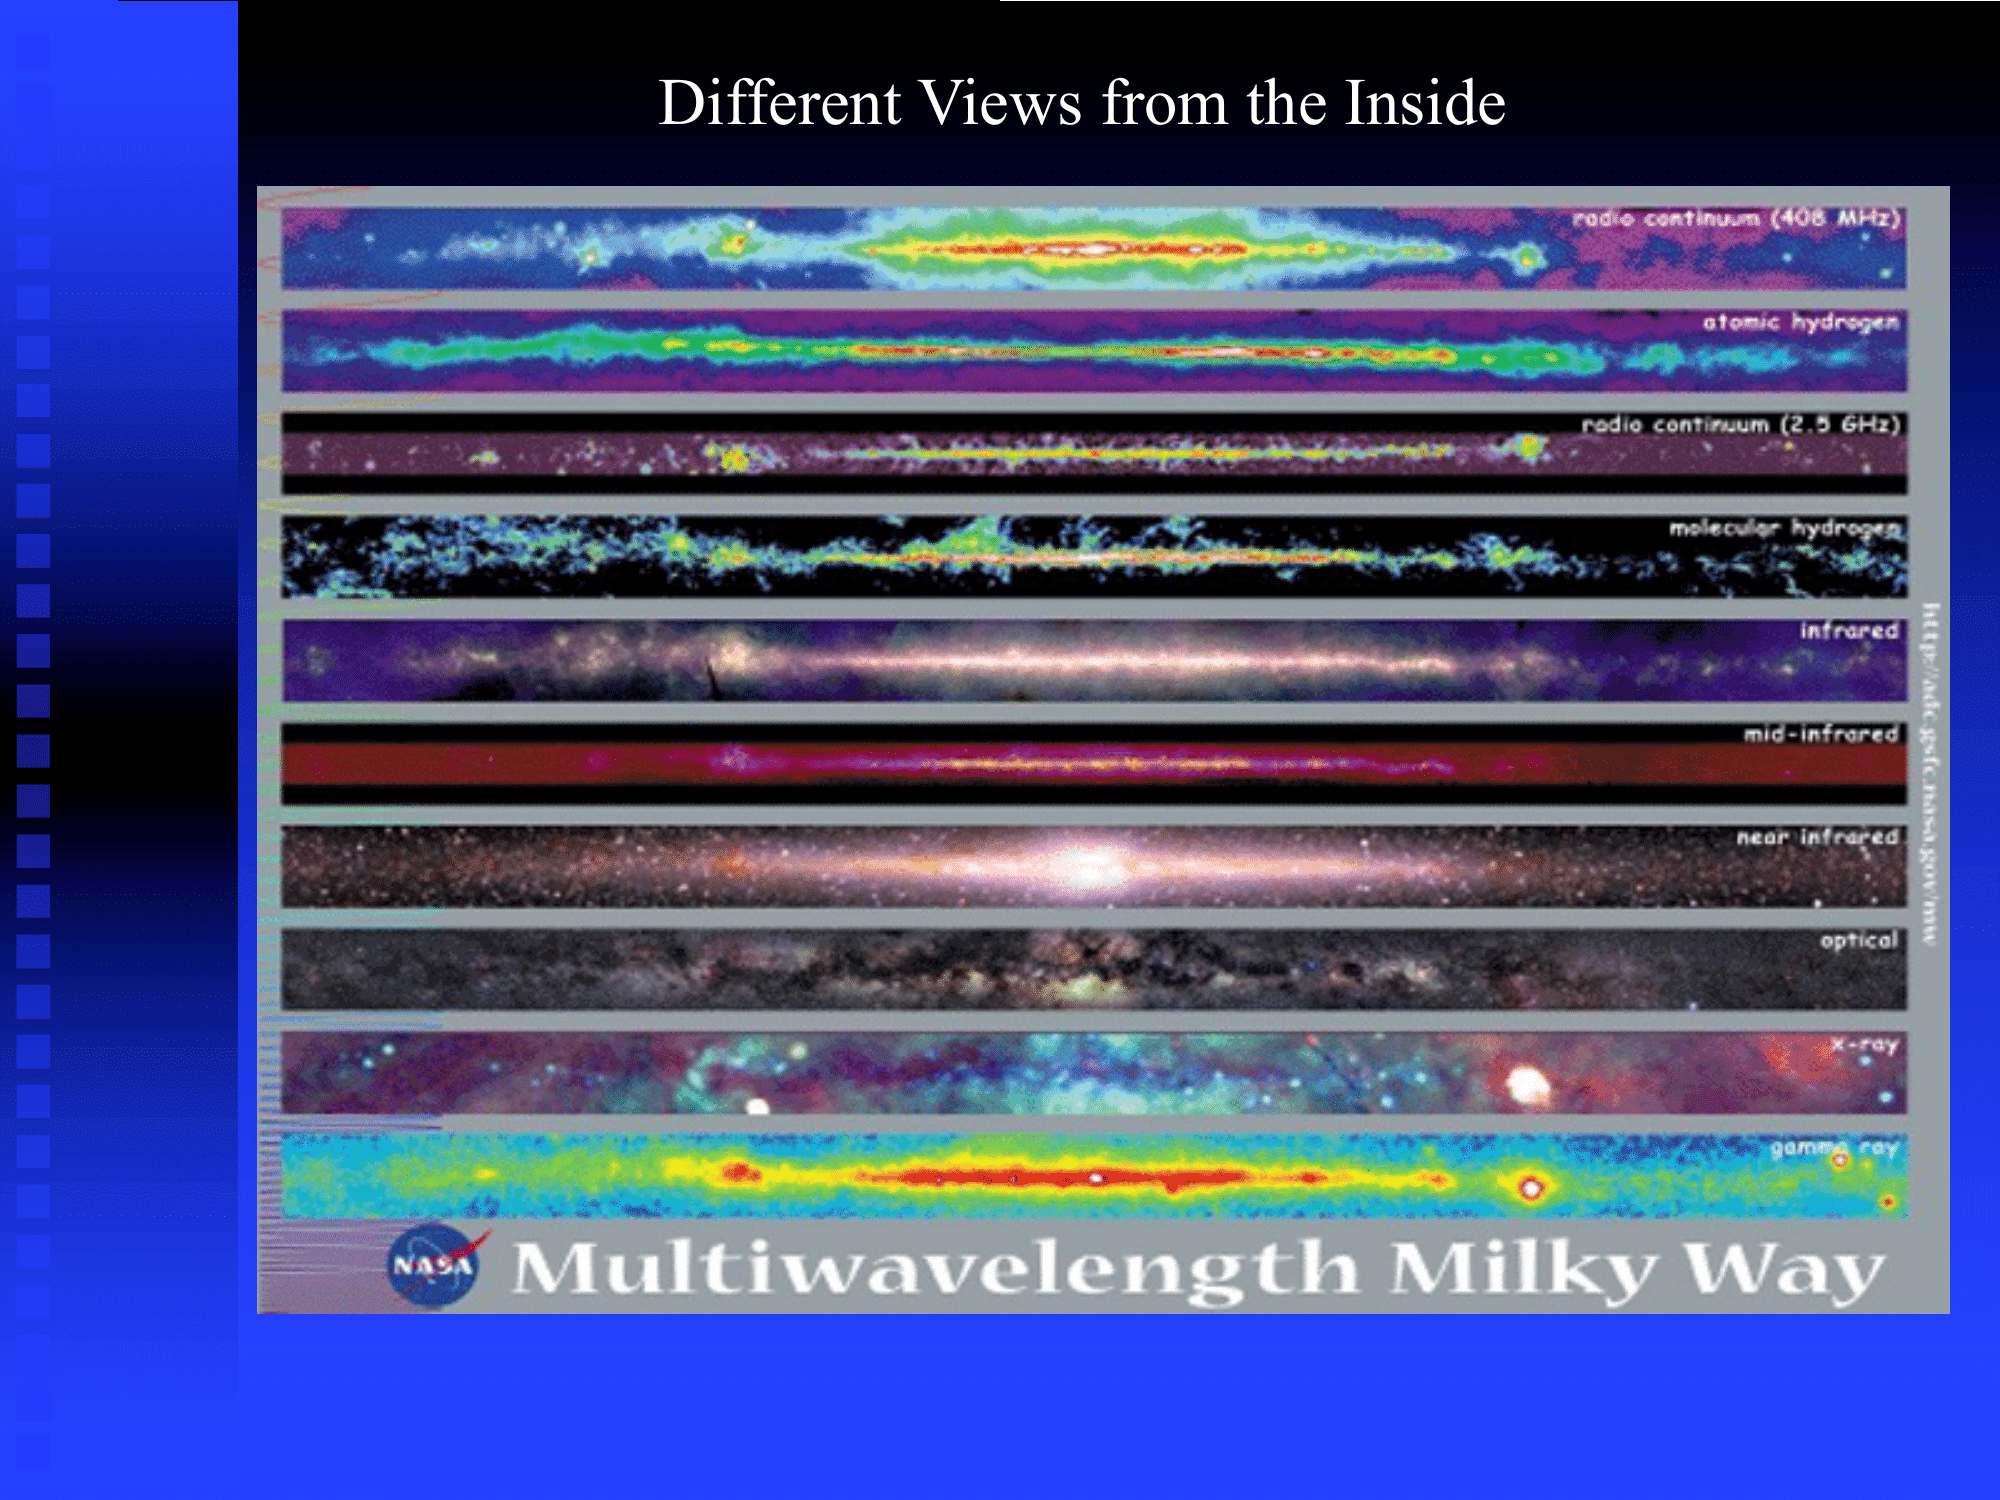 Different Views from the Inside
radio continuum (408 MHz)
atomic hydrogen
radio continuum (2.5 GHz)
molecular hydrogen
infrared
mid-infrared
near infrared
optical
x-ray
gamma ray
http://adc.gsfc.nasa.gov/mw
NASA
Multiwavelength Milky Way